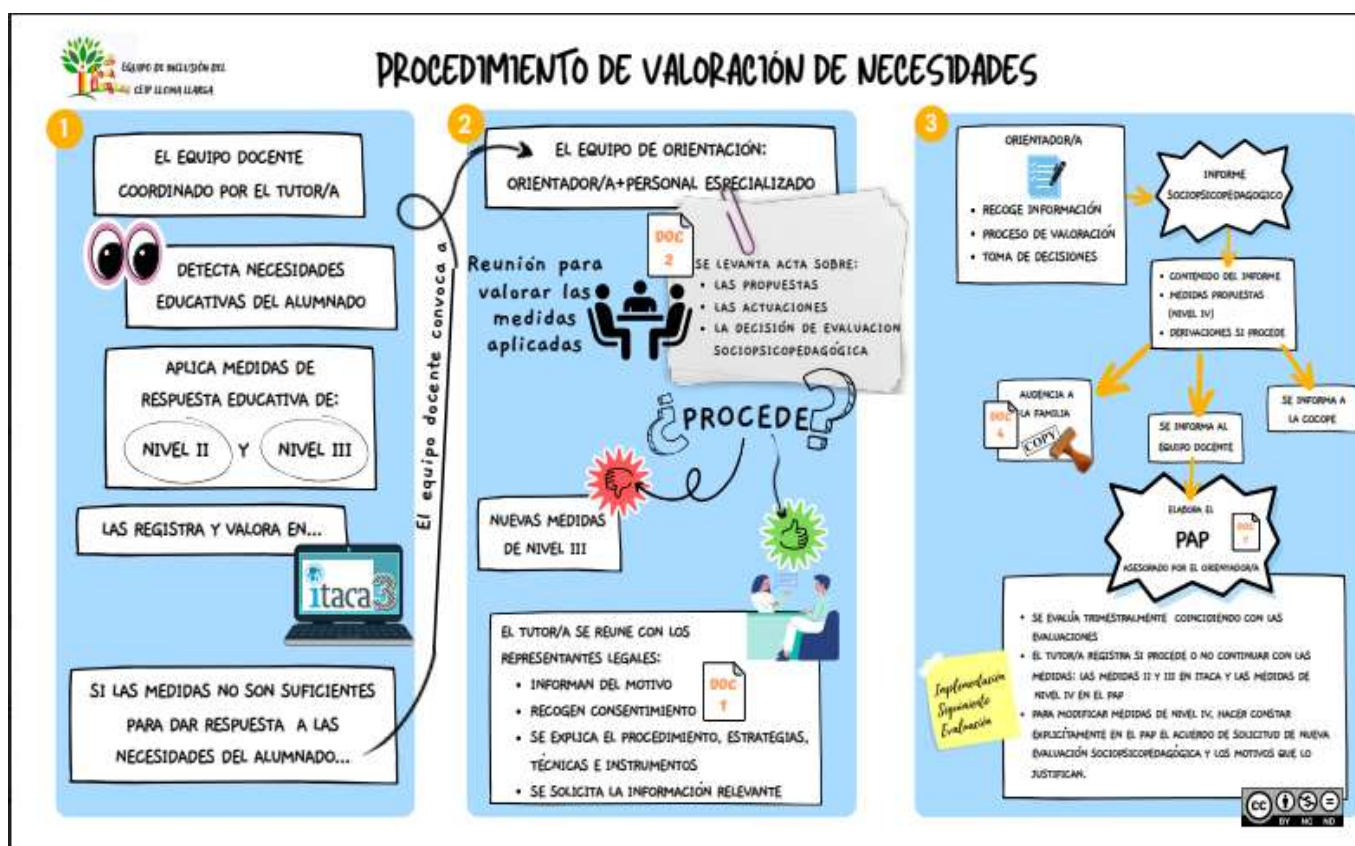 EQUIPO DE INCLUSIÓN DEL
CEIP LLOMA LLARGA
PROCEDIMIENTO DE VALORACIÓN DE NECESIDADES
1
EL EQUIPO DOCENTE
COORDINADO POR EL TUTOR/A
DETECTA NECESIDADES
EDUCATIVAS DEL ALUMNADO
APLICA MEDIDAS DE
RESPUESTA EDUCATIVA DE:
NIVEL II Y NIVEL III
LAS REGISTRA Y VALORA EN...
itaca3
SI LAS MEDIDAS NO SON SUFICIENTES
PARA DAR RESPUESTA A LAS
NECESIDADES DEL ALUMNADO...
El equipo docente convoca a
2
EL EQUIPO DE ORIENTACIÓN:
ORIENTADOR/A+PERSONAL ESPECIALIZADO
Reunión para
valorar las
medidas
aplicadas
DOC
2
SE LEVANTA ACTA SOBRE:
• LAS PROPUESTAS
• LAS ACTUACIONES
• LA DECISIÓN DE EVALUACION
SOCIOPSICOPEDAGÓGICA
¿PROCEDE?
NUEVAS MEDIDAS
DE NIVEL III
EL TUTOR/A SE REUNE CON LOS
REPRESENTANTES LEGALES:
• INFORMAN DEL MOTIVO
• RECOGEN CONSENTIMIENTO
• SE EXPLICA EL PROCEDIMIENTO, ESTRATEGIAS,
TÉCNICAS E INSTRUMENTOS
• SE SOLICITA LA INFORMACIÓN RELEVANTE
DOC
1
3
ORIENTADOR/A
• RECOGE INFORMACIÓN
• PROCESO DE VALORACIÓN
• TOMA DE DECISIONES
INFORME
SOCIOPSICOPEDAGOGICO
• CONTENIDO DEL INFORME
• MEDIDAS PROPUESTAS
(NIVEL IV)
• DERIVACIONES SI PROCEDE
AUDENCIA A
LA FAMILIA
DOC
4
COPY
SE INFORMA AL
EQUIPO DOCENTE
SE INFORMA A
LA COCOPE
ELABORA EL
PAP
DOC
ASESORADO POR EL ORIENTADOR/A
• SE EVALÚA TRIMESTRALMENTE COINCIDIENDO CON LAS
EVALUACIONES
• EL TUTOR/A REGISTRA SI PROCEDE O NO CONTINUAR CON LAS
MEDIDAS: LAS MEDIDAS II Y III EN ITACA Y LAS MEDIDAS DE
NIVEL IV EN EL PAP
• PARA MODIFICAR MEDIDAS DE NIVEL IV, HACER CONSTAR
EXPLICITAMENTE EN EL PAP EL ACUERDO DE SOLICITUD DE NUEVA
EVALUACIÓN SOCIOPSICOPEDAGÓGICA Y LOS MOTIVOS QUE LO
JUSTIFICAN.
Implementación
Seguimiento
Evaluación
CC
BY NC ND